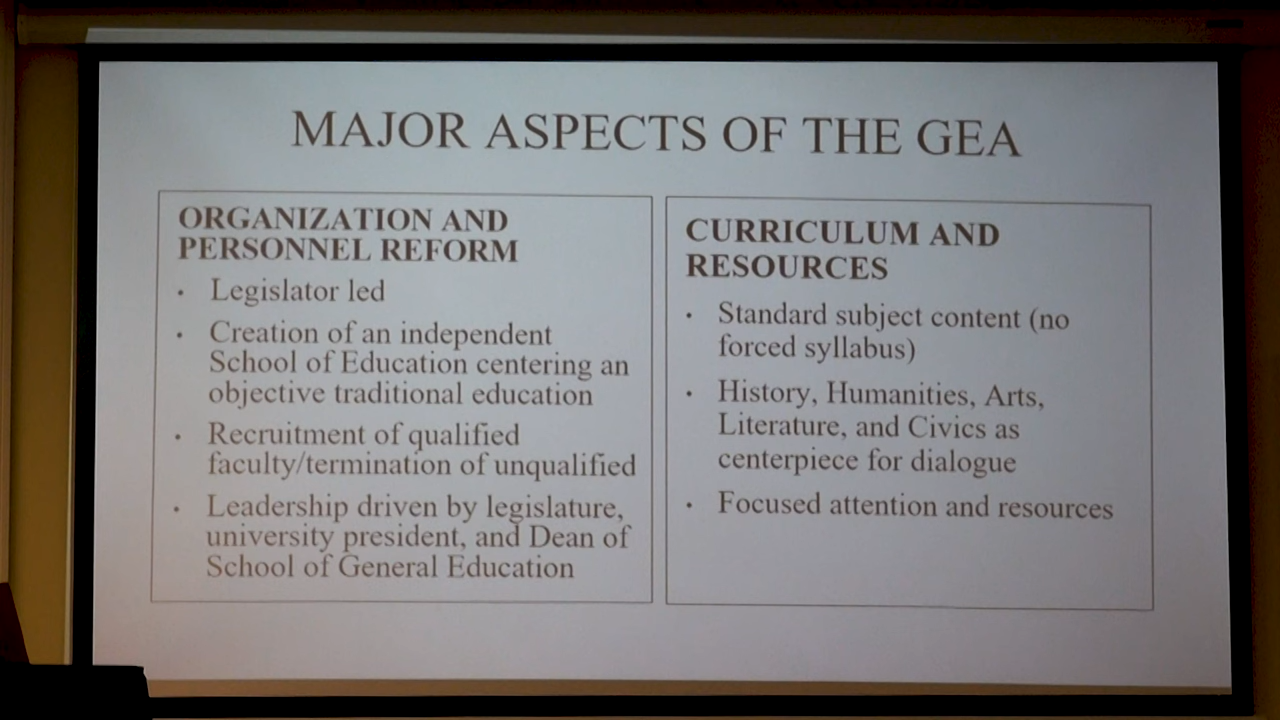 MAJOR ASPECTS OF THE GEA
ORGANIZATION AND
PERSONNEL REFORM
• Legislator led
• Creation of an independent
School of Education centering an
objective traditional education
• Recruitment of qualified
faculty/termination of unqualified
• Leadership driven by legislature,
university president, and Dean of
School of General Education
CURRICULUM AND
RESOURCES
• Standard subject content (no
forced syllabus)
• History, Humanities, Arts,
Literature, and Civics as
centerpiece for dialogue
• Focused attention and resources